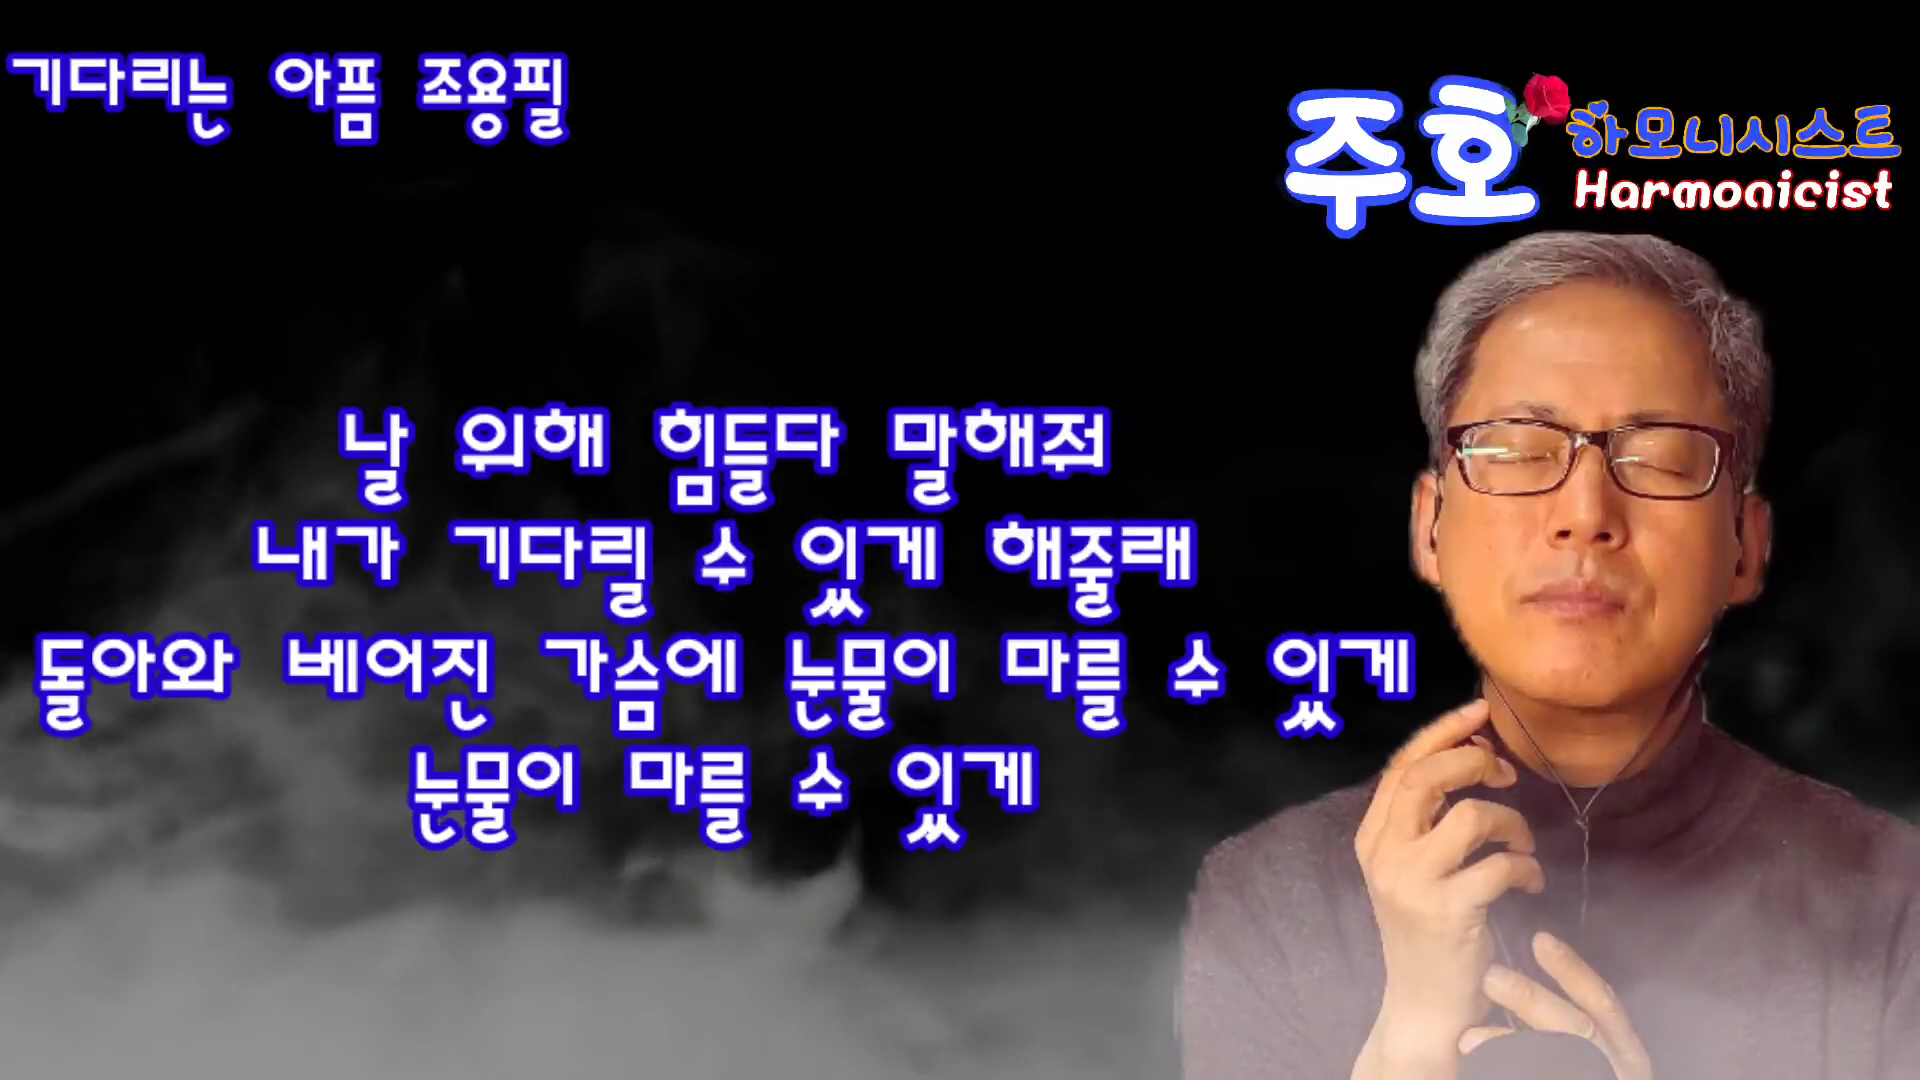 기다리는 아픔 조용필
주호 하모니시스트
Harmonicist
날 위해 힘들다 말해줘
내가 기다릴 수 있게 해줄래
돌아와 베어진 가슴에 눈물이 마를 수 있게
눈물이 마를 수 있게